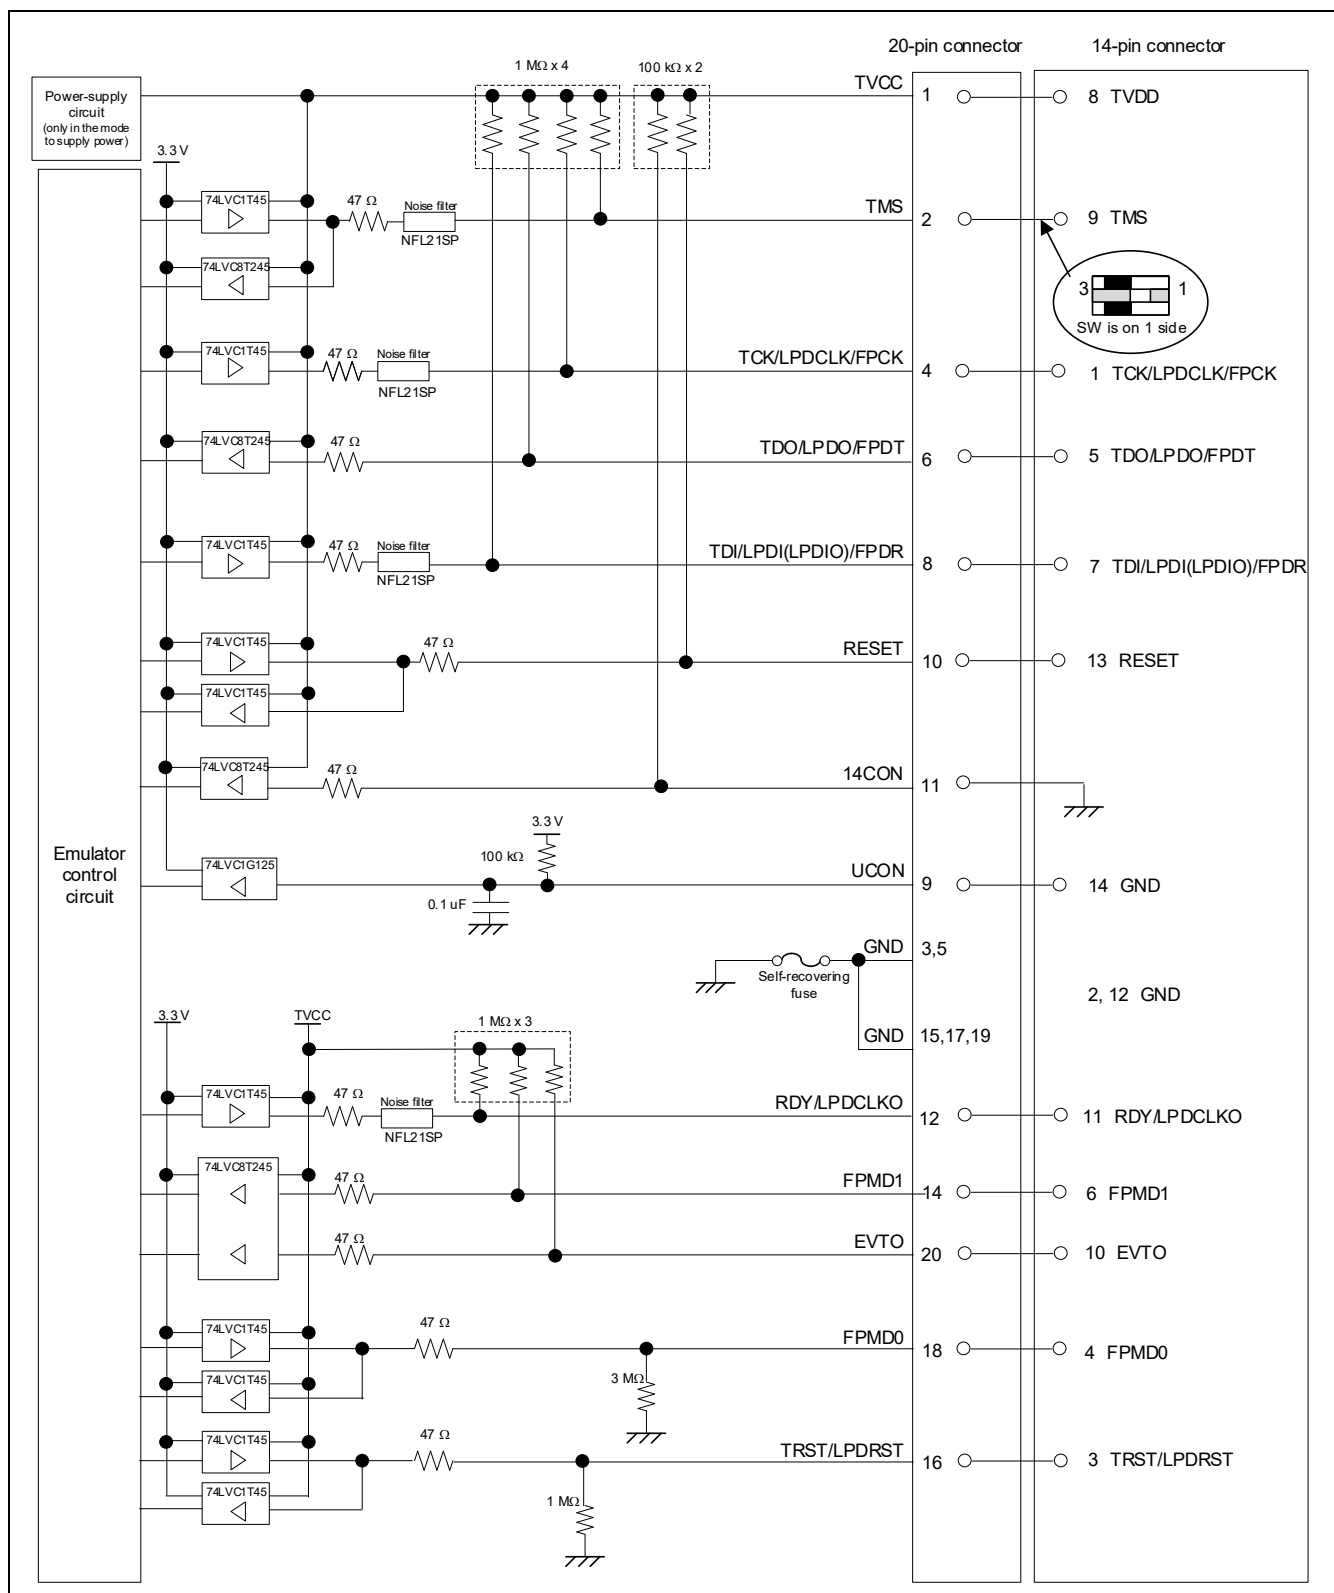 20-pin connector
14-pin connector
1 MΩ x 4
100 kΩ x 2
TVCC
1
8 TVDD
Power-supply
circuit
(only in the mode
to supply power)
3.3 V
74LVC1T45
47 Ω
Noise filter
NFL21SP
TMS
2
9 TMS
74LVC8T245
3
1
SW is on 1 side
74LVC1T45
47 Ω
Noise filter
NFL21SP
TCK/LPDCLK/FPCK
4
1 TCK/LPDCLK/FPCK
74LVC8T245
47 Ω
TDO/LPDO/FPDT
6
5 TDO/LPDO/FPDT
74LVC1T45
47 Ω
Noise filter
NFL21SP
TDI/LPDI(LPDIO)/FPDR
8
7 TDI/LPDI(LPDIO)/FPDR
74LVC1T45
47 Ω
RESET
10
13 RESET
74LVC1T45
74LVC8T245
47 Ω
14CON
11
3.3 V
Emulator
control
circuit
74LVC1G125
100 kΩ
UCON
9
14 GND
0.1 uF
GND
3,5
Self-recovering
fuse
2, 12 GND
3.3 V
TVCC
1 MΩ x 3
GND
15,17,19
74LVC1T45
47 Ω
Noise filter
NFL21SP
RDY/LPDCLKO
12
11 RDY/LPDCLKO
74LVC8T245
47 Ω
FPMD1
14
6 FPMD1
47 Ω
EVTO
20
10 EVTO
74LVC1T45
47 Ω
FPMD0
18
4 FPMD0
74LVC1T45
3 MΩ
74LVC1T45
47 Ω
TRST/LPDRST
16
3 TRST/LPDRST
74LVC1T45
1 MΩ